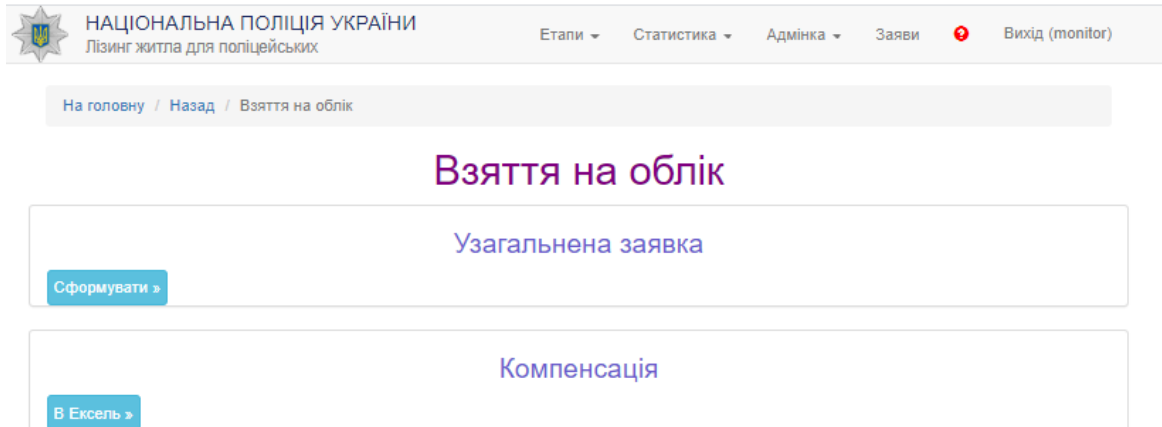 НАЦІОНАЛЬНА ПОЛІЦІЯ УКРАЇНИ
Лізинг житла для поліцейських
Етапи Статистика Адмінка Заяви ? Вихід (monitor)
На головну / Назад / Взяття на облік
Взяття на облік
Узагальнена заявка
Сформувати »
Компенсація
В Ексель »